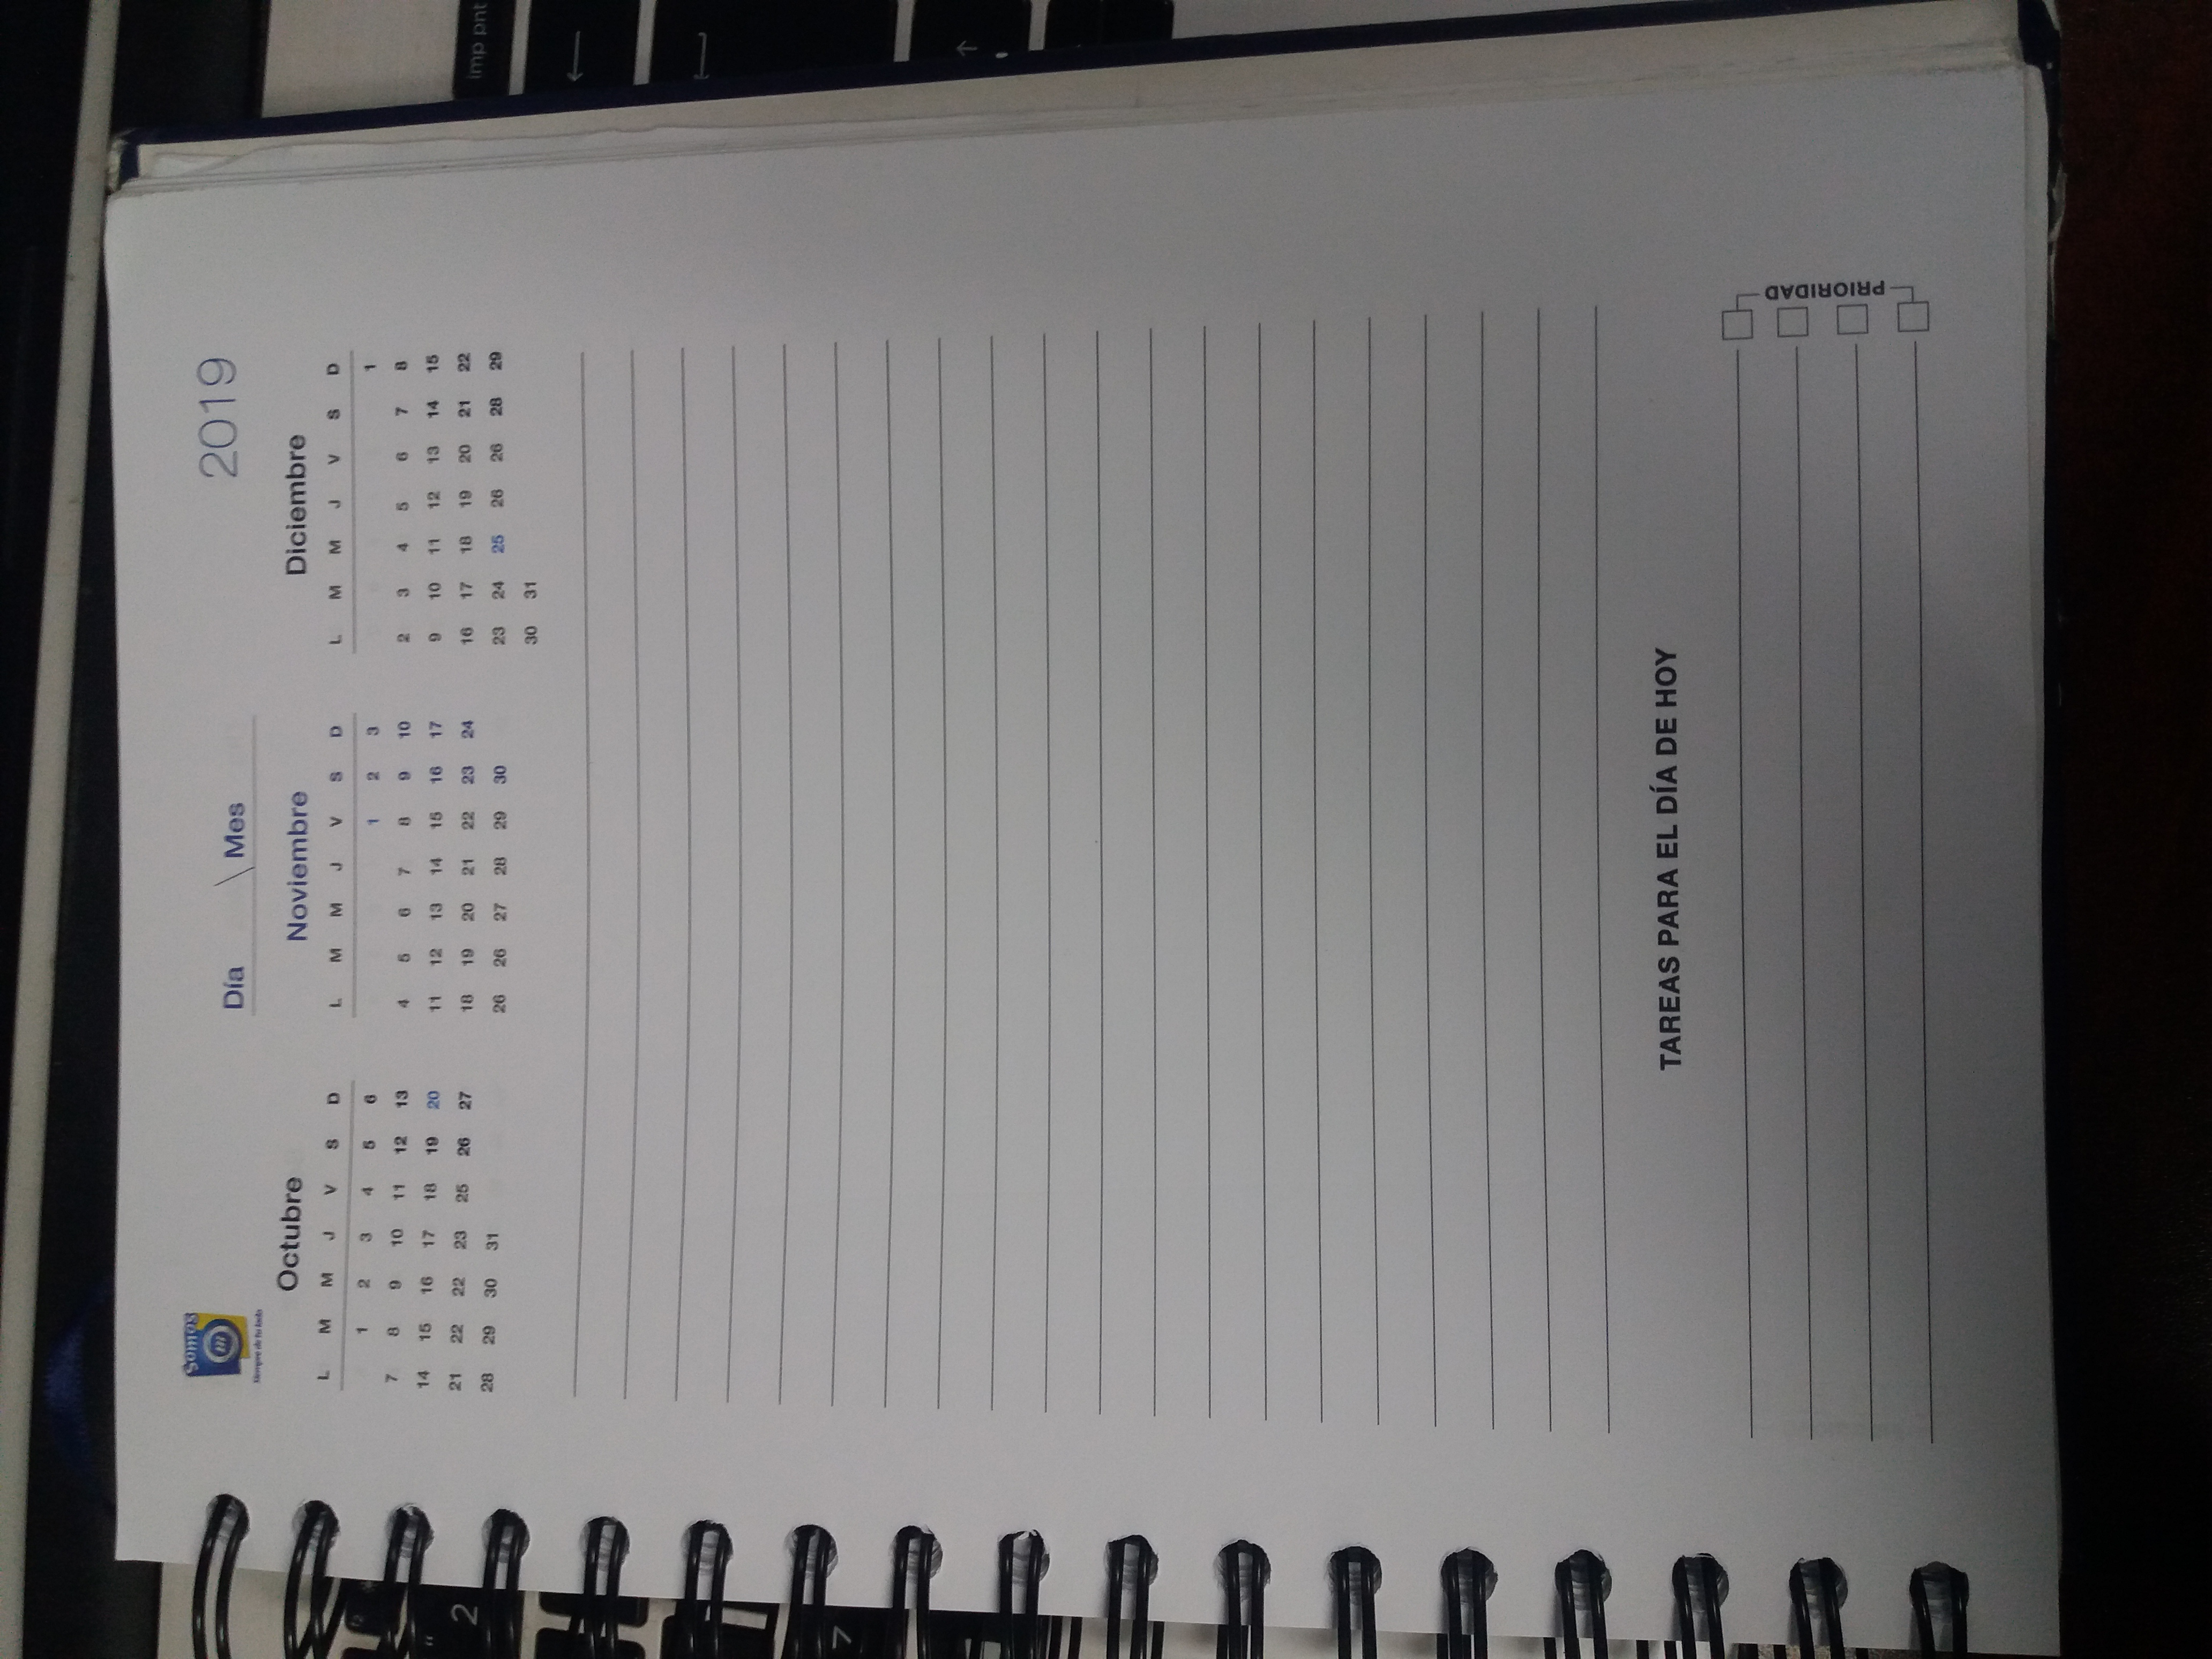 Somos
m
Siempre de tu lado
Día \ Mes
2019
Octubre
L M M J V S D
1 2 3 4 5 6
7 8 9 10 11 12 13
14 15 16 17 18 19 20
21 22 22 23 25 26 27
28 29 30 31
Noviembre
L M M J V S D
1 2 3
4 5 6 7 8 9 10
11 12 13 14 15 16 17
18 19 20 21 22 23 24
26 26 27 28 29 30
Diciembre
L M M J V S D
1
2 3 4 5 6 7 8
9 10 11 12 13 14 15
16 17 18 19 20 21 22
23 24 25 26 26 28 29
30 31
TAREAS PARA EL DÍA DE HOY
PRIORIDAD
"
2
7
imp pnt